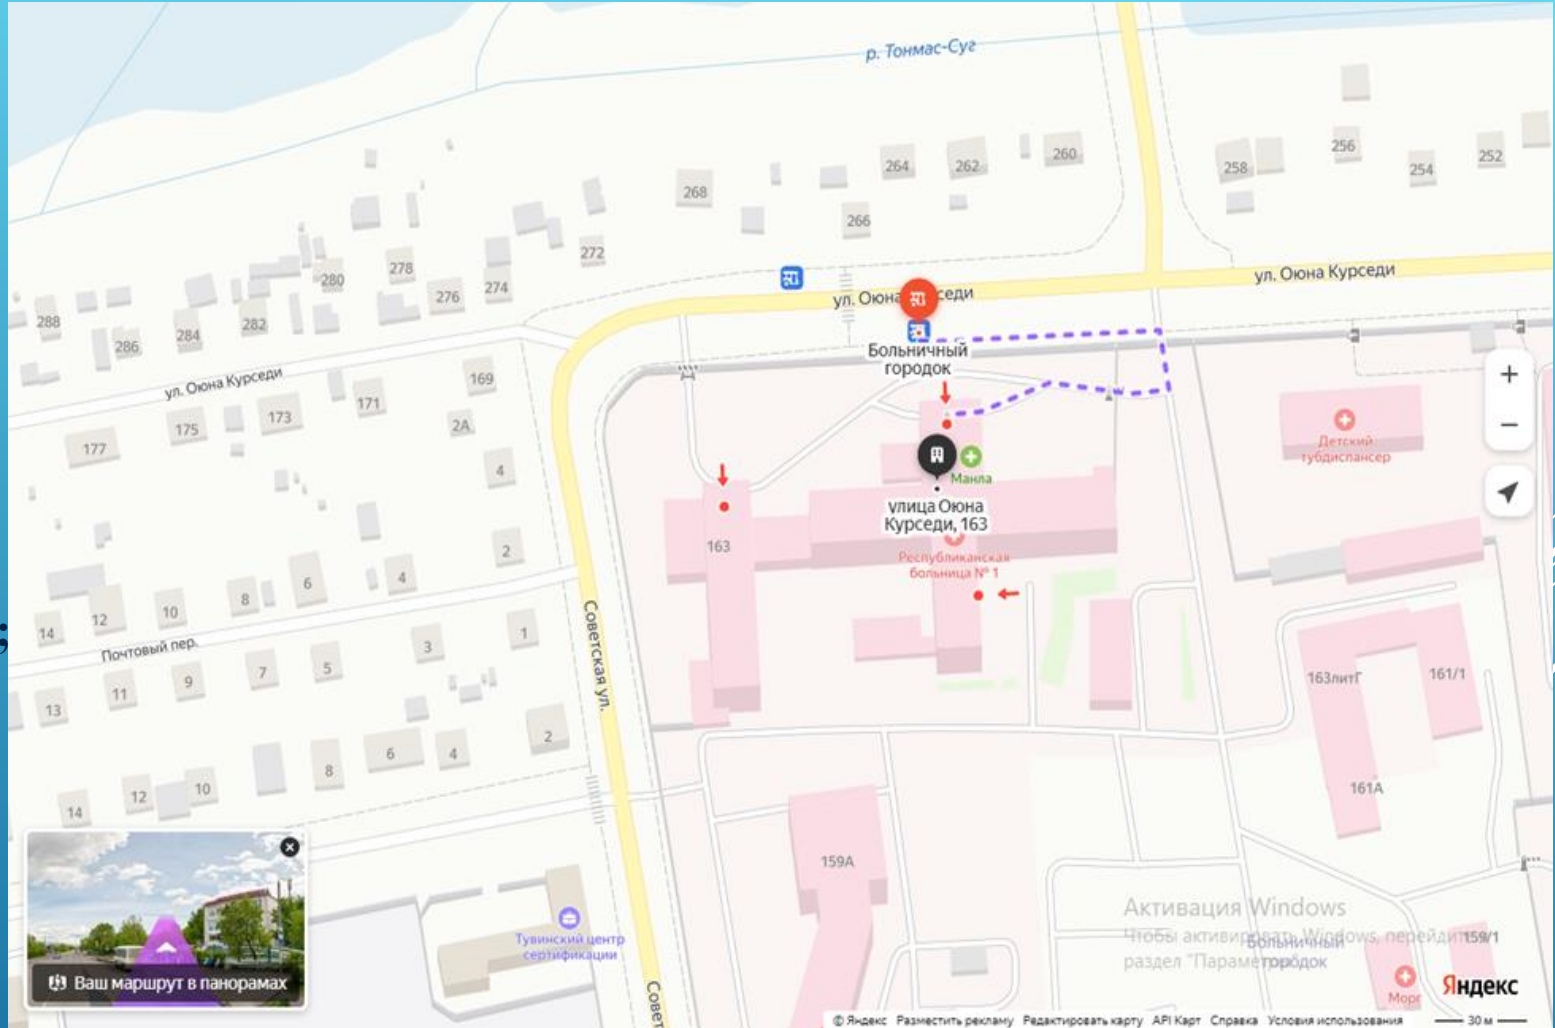 р. Тонмас-Суг
256
252
254
258
260
262
264
268
266
272
278
280
274
276
288
282
284
286
ул. Оюна Курседи
ул. Оюна Курседи
Больничный
городок
ул. Оюна Курседи
169
171
173
175
177
2А
4
Детский
тубдиспансер
Манла
улица Оюна
Курседи, 163
163
Республиканская
больница № 1
2
4
6
8
10
12
14
Почтовый пер.
1
3
5
7
9
11
13
Советская ул.
163литГ
161/1
161А
2
4
6
8
10
12
14
159А
Тувинский центр
сертификации
Ваш маршрут в панорамах
Активация Windows
Чтобы активировать Windows, перейдите
раздел "Параметры
Больничный
городок
159/1
Морг
Яндекс
+
−
© Яндекс Разместить рекламу Редактировать карту API Карт Справка Условия использования
30 м
;